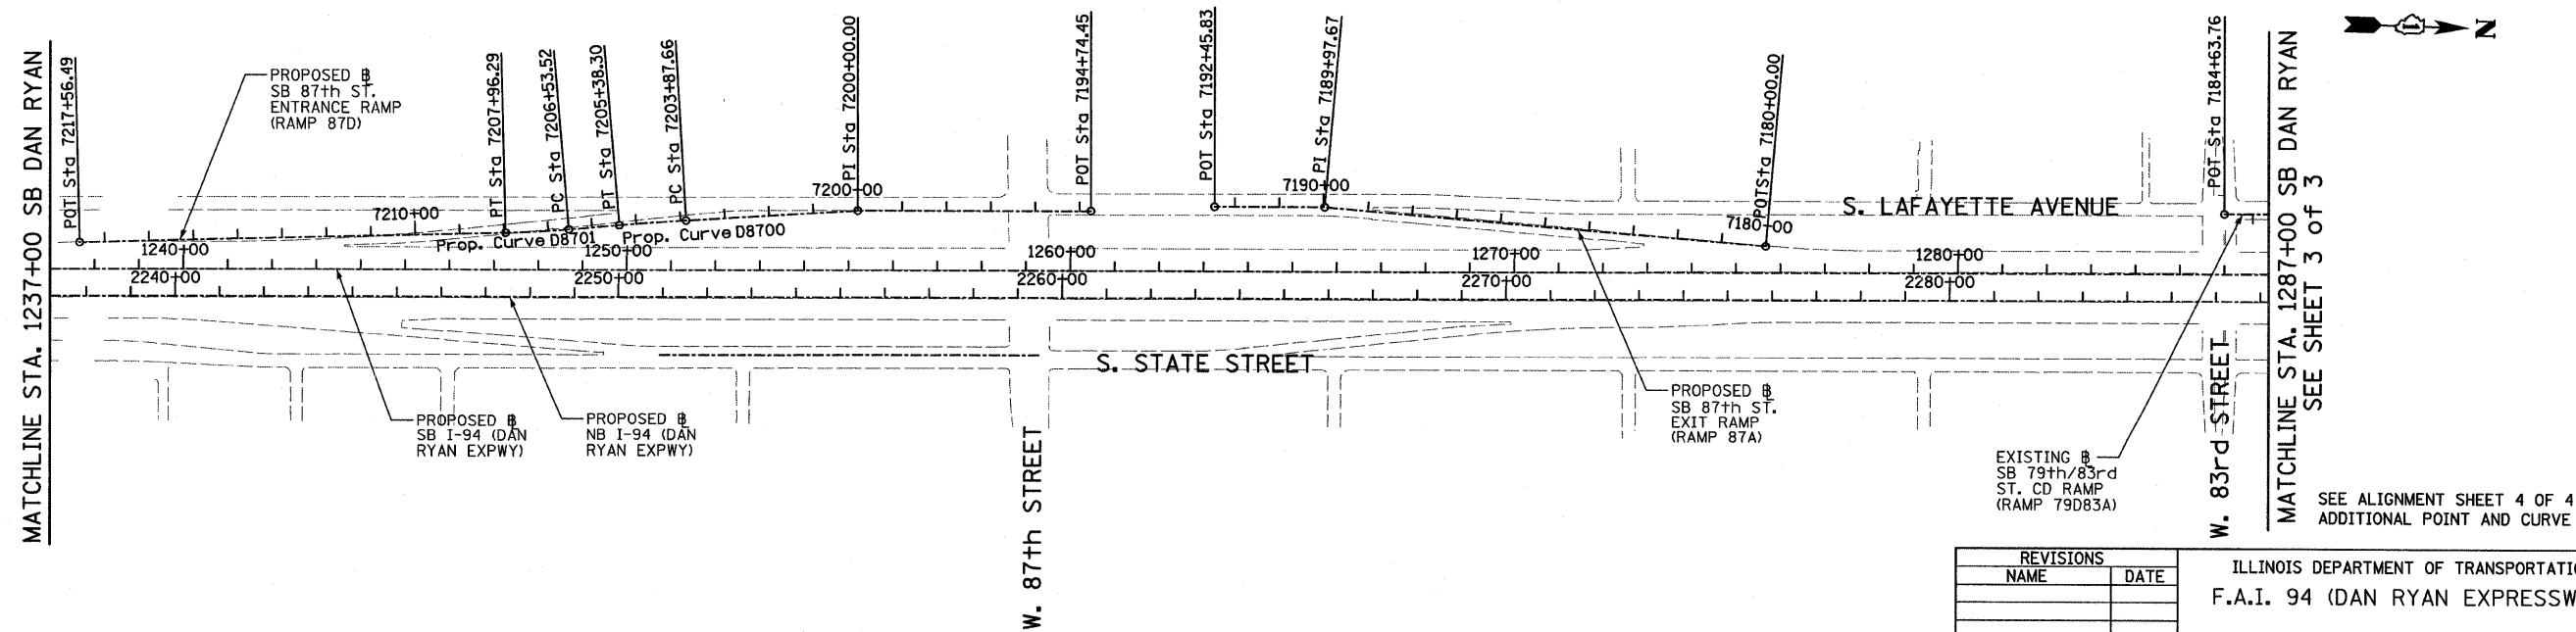 MATCHLINE STA. 1237+00 SB DAN RYAN
POT Sta 7217+56.49
PROPOSED B
SB 87th ST.
ENTRANCE RAMP
(RAMP 87D)
PT Sta 7207+96.29
PC Sta 7206+53.52
PT Sta 7205+38.30
PC Sta 7203+87.66
PI Sta 7200+00.00
POT Sta 7194+74.45
POT Sta 7192+45.83
PI Sta 7189+97.67
POTSta 7180+00.00
POT Sta 7184+63.76
MATCHLINE STA. 1287+00 SB DAN RYAN
SEE SHEET 3 of 3
N
7210+00
7200+00
7190+00
7180+00
S. LAFAYETTE AVENUE
Prop. Curve D8701
Prop. Curve D8700
1240+00
1250+00
1260+00
1270+00
1280+00
2240+00
2250+00
2260+00
2270+00
2280+00
S. STATE STREET
PROPOSED B
SB I-94 (DAN
RYAN EXPWY)
PROPOSED B
NB I-94 (DAN
RYAN EXPWY)
W. 87th STREET
PROPOSED B
SB 87th ST.
EXIT RAMP
(RAMP 87A)
EXISTING B
SB 79th/83rd
ST. CD RAMP
(RAMP 79D83A)
W. 83rd STREET
SEE ALIGNMENT SHEET 4 OF 4
ADDITIONAL POINT AND CURVE
REVISIONS
NAME DATE
ILLINOIS DEPARTMENT OF TRANSPORTATI
F.A.I. 94 (DAN RYAN EXPRESSW